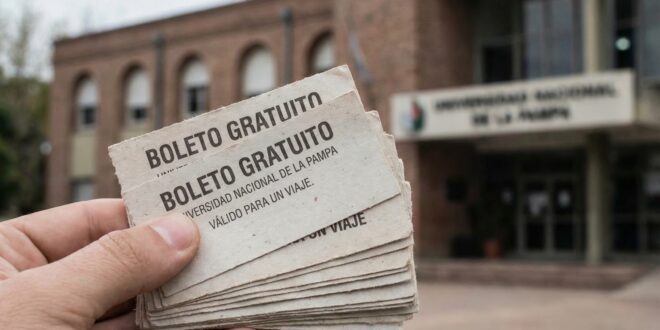 BOLETO GRATUITO
BOLETO GRATUITO
UNIVERSIDAD NACIONAL DE LA PAMPA
VÁLIDO PARA UN VIAJE.
UN VIAJE
UNIVERSIDAD NACIONAL
DE LA PAMPA